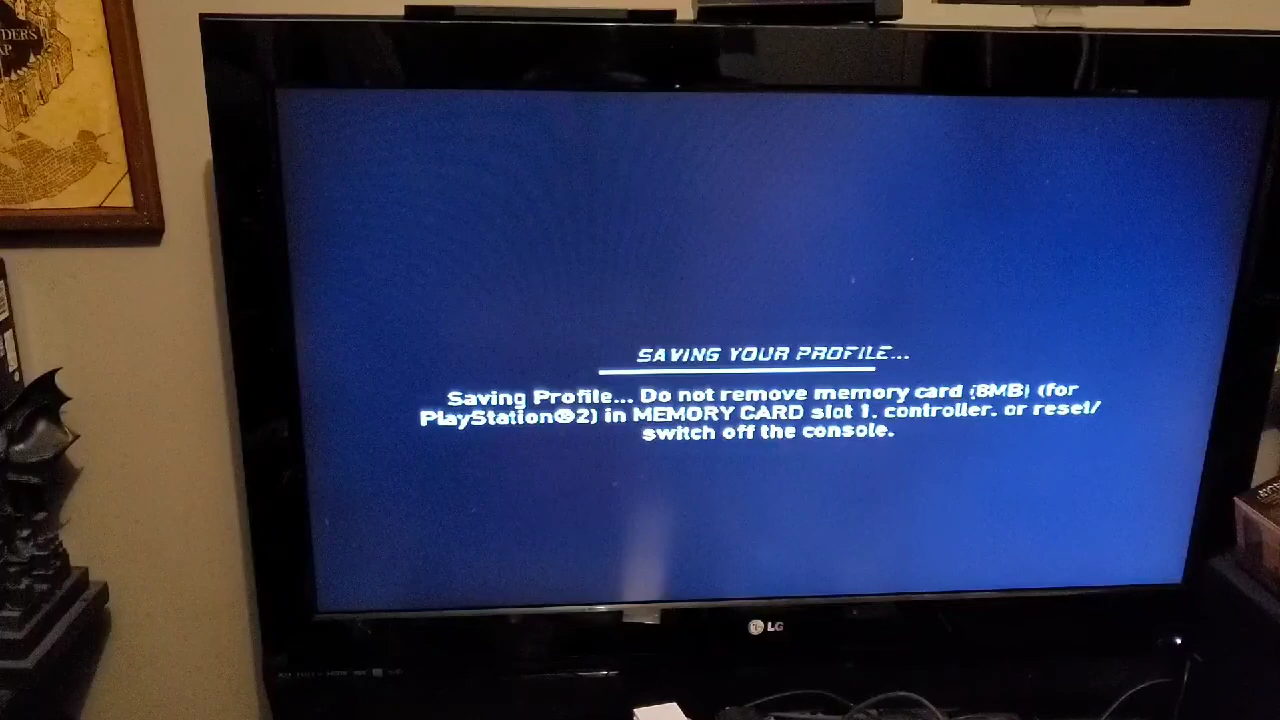 SAVING YOUR PROFILE...
Saving Profile... Do not remove memory card (8MB) (for
PlayStation®2) in MEMORY CARD slot 1, controller, or reset/
switch off the console.
LG